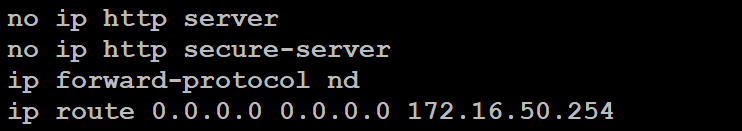 no ip http server
no ip http secure-server
ip forward-protocol nd
ip route 0.0.0.0 0.0.0.0 172.16.50.254